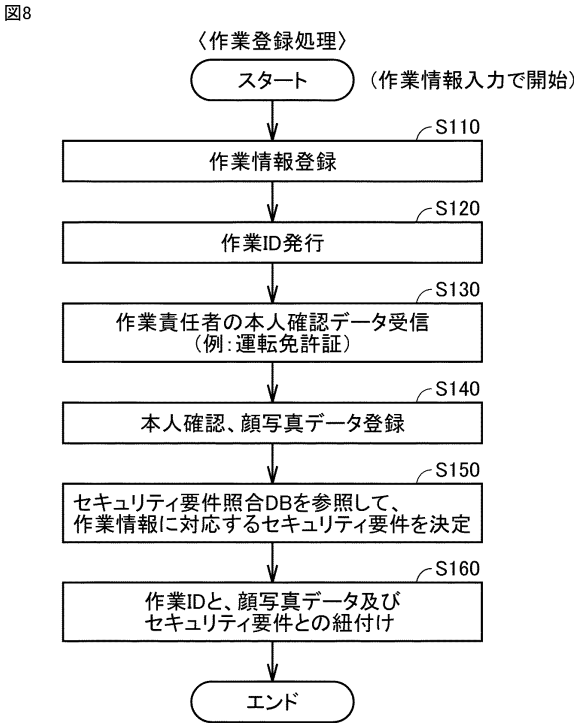 図8
〈作業登録処理〉
スタート
(作業情報入力で開始)
S110
作業情報登録
S120
作業ID発行
S130
作業責任者の本人確認データ受信
(例:運転免許証)
S140
本人確認、顔写真データ登録
S150
セキュリティ要件照合DBを参照して、
作業情報に対応するセキュリティ要件を決定
S160
作業IDと、顔写真データ及び
セキュリティ要件との紐付け
エンド